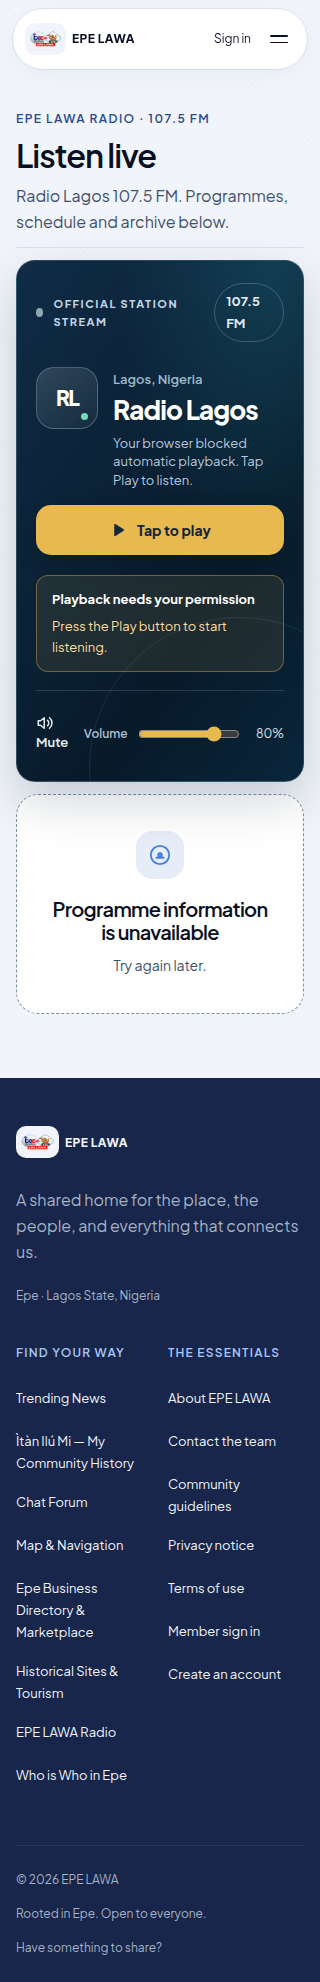 EPE LAWA
Sign in
EPE LAWA RADIO · 107.5 FM
Listen live
Radio Lagos 107.5 FM. Programmes,
schedule and archive below.
OFFICIAL STATION
STREAM
107.5
FM
RL
Lagos, Nigeria
Radio Lagos
Your browser blocked
automatic playback. Tap
Play to listen.
Tap to play
Playback needs your permission
Press the Play button to start
listening.
Mute
Volume
80%
Programme information
is unavailable
Try again later.
EPE LAWA
A shared home for the place, the
people, and everything that connects
us.
Epe · Lagos State, Nigeria
FIND YOUR WAY
Trending News
Ìtàn Ilú Mi — My
Community History
Chat Forum
Map & Navigation
Epe Business
Directory &
Marketplace
Historical Sites &
Tourism
EPE LAWA Radio
Who is Who in Epe
THE ESSENTIALS
About EPE LAWA
Contact the team
Community
guidelines
Privacy notice
Terms of use
Member sign in
Create an account
© 2026 EPE LAWA
Rooted in Epe. Open to everyone.
Have something to share?